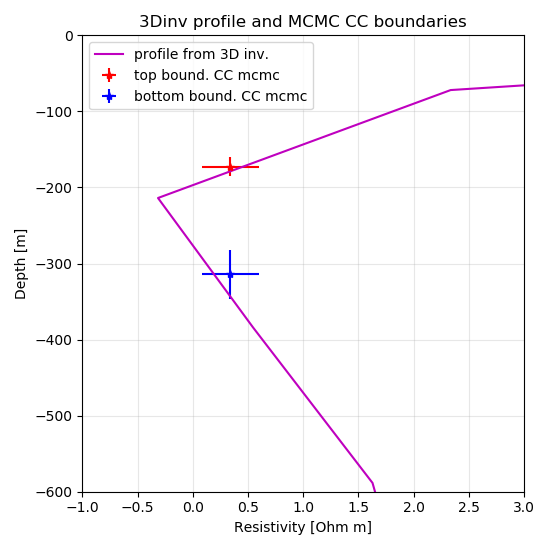 3Dinv profile and MCMC CC boundaries
profile from 3D inv.
top bound. CC mcmc
bottom bound. CC mcmc
0
−100
−200
−300
−400
−500
−600
Depth [m]
−1.0 −0.5 0.0 0.5 1.0 1.5 2.0 2.5 3.0
Resistivity [Ohm m]